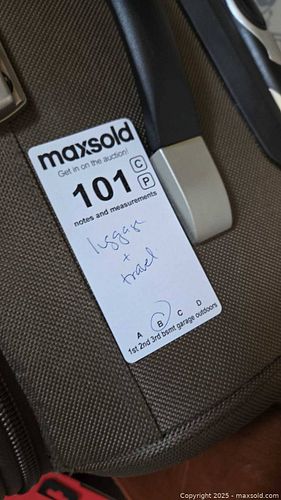 maxsold
Get in on the auction!
101 C
P
notes and measurements
luggage
+
travel
A B C D
1st 2nd 3rd bsmt garage outdoors
Copyright 2025 - maxsold.com